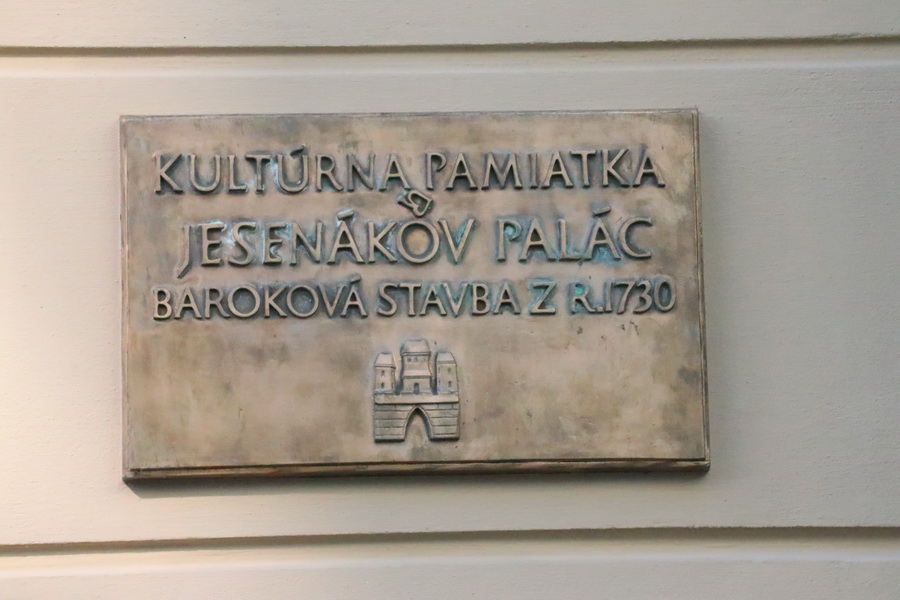 KULTÚRNA PAMIATKA
JESENÁKOV PALÁC
BAROKOVÁ STAVBA Z R.1730